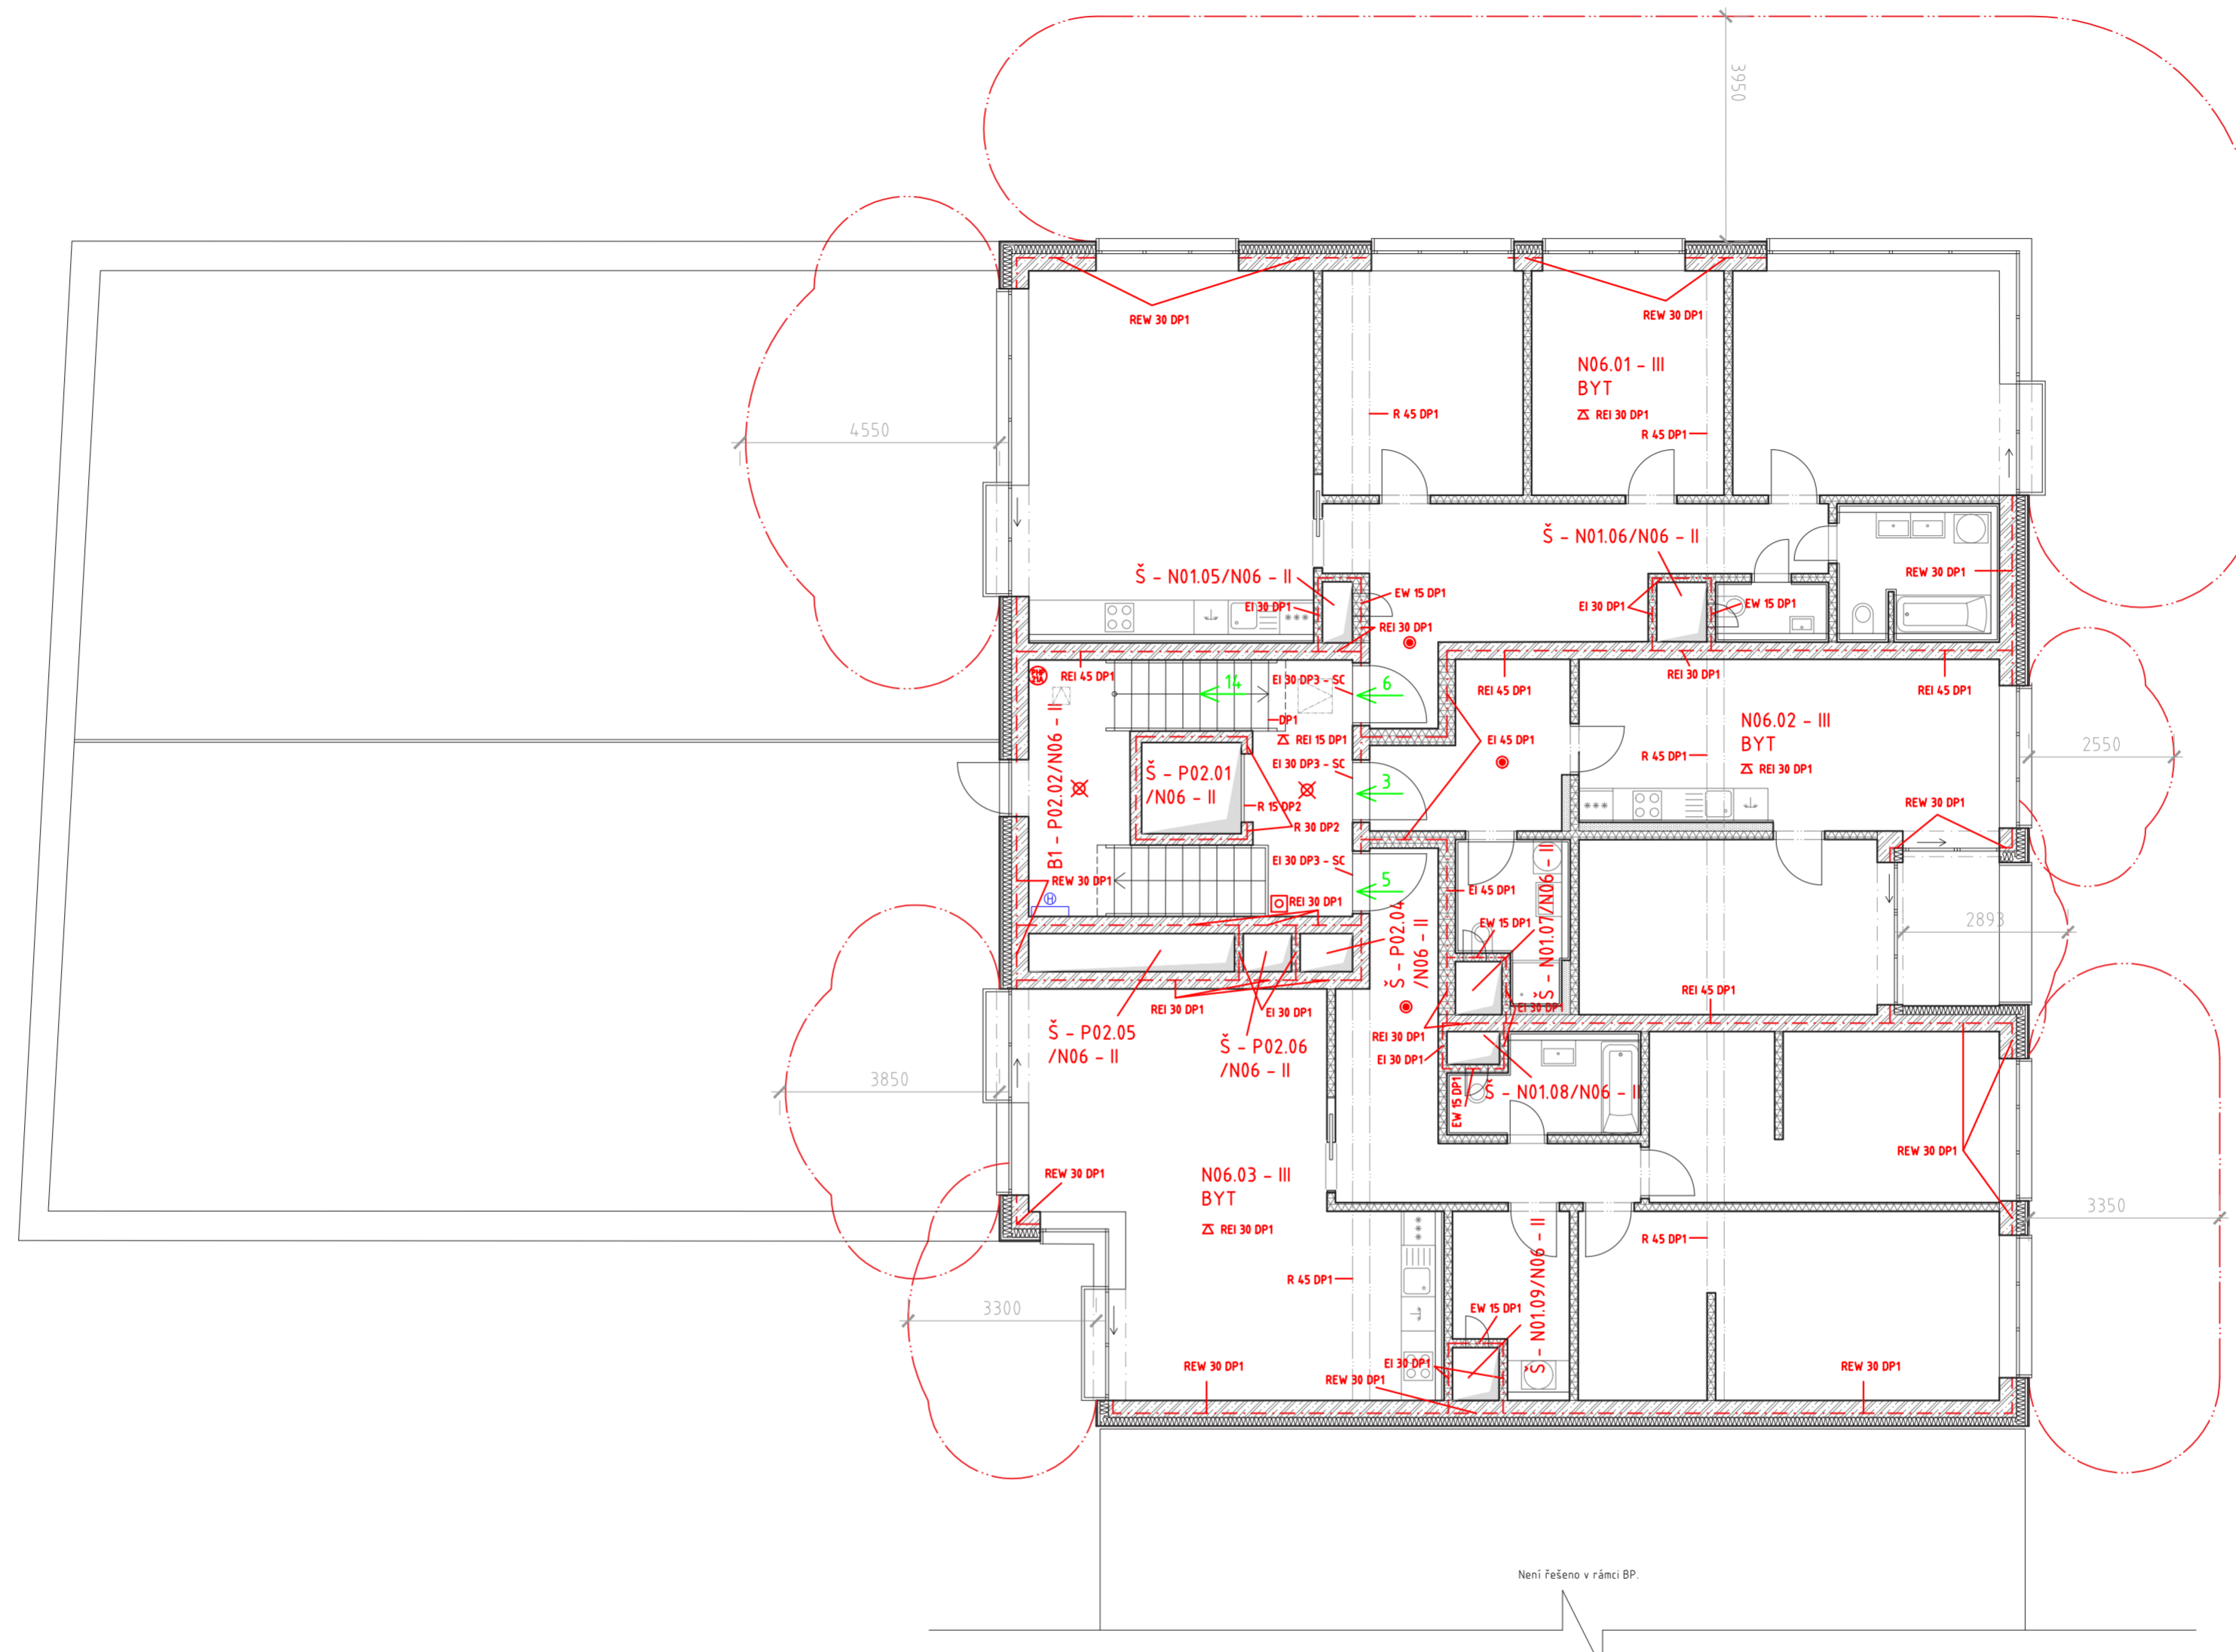 3950
REW 30 DP1
REW 30 DP1
N06.01 – III
BYT
REI 30 DP1
R 45 DP1
R 45 DP1
4550
Š – N01.06/N06 – II
Š – N01.05/N06 – II
REW 30 DP1
EW 15 DP1
EI 30 DP1
EI 30 DP1
EW 15 DP1
REI 30 DP1
REI 45 DP1
EI 30 DP3 – SC
14
6
REI 45 DP1
REI 30 DP1
REI 45 DP1
DP1
REI 15 DP1
EI 45 DP1
N06.02 – III
BYT
REI 30 DP1
R 45 DP1
2550
B1 – P02.02/N06 – II
Š – P02.01
/N06 – II
EI 30 DP3 – SC
3
R 15 DP2
R 30 DP2
REW 30 DP1
EI 30 DP3 – SC
5
REW 30 DP1
H
REI 30 DP1
EI 45 DP1
EW 15 DP1
2893
Š – P02.04
/N06 – II
Š – N01.07/N06 – II
REI 30 DP1
EI 30 DP1
EI 30 DP1
REI 45 DP1
Š – P02.05
/N06 – II
Š – P02.06
/N06 – II
REI 30 DP1
EI 30 DP1
3850
EW 15 DP1
Š – N01.08/N06 – II
REW 30 DP1
REW 30 DP1
N06.03 – III
BYT
REI 30 DP1
3350
R 45 DP1
R 45 DP1
Š – N01.09/N06 – II
3300
EW 15 DP1
REW 30 DP1
EI 30 DP1
REW 30 DP1
REW 30 DP1
Není řešeno v rámci BP.